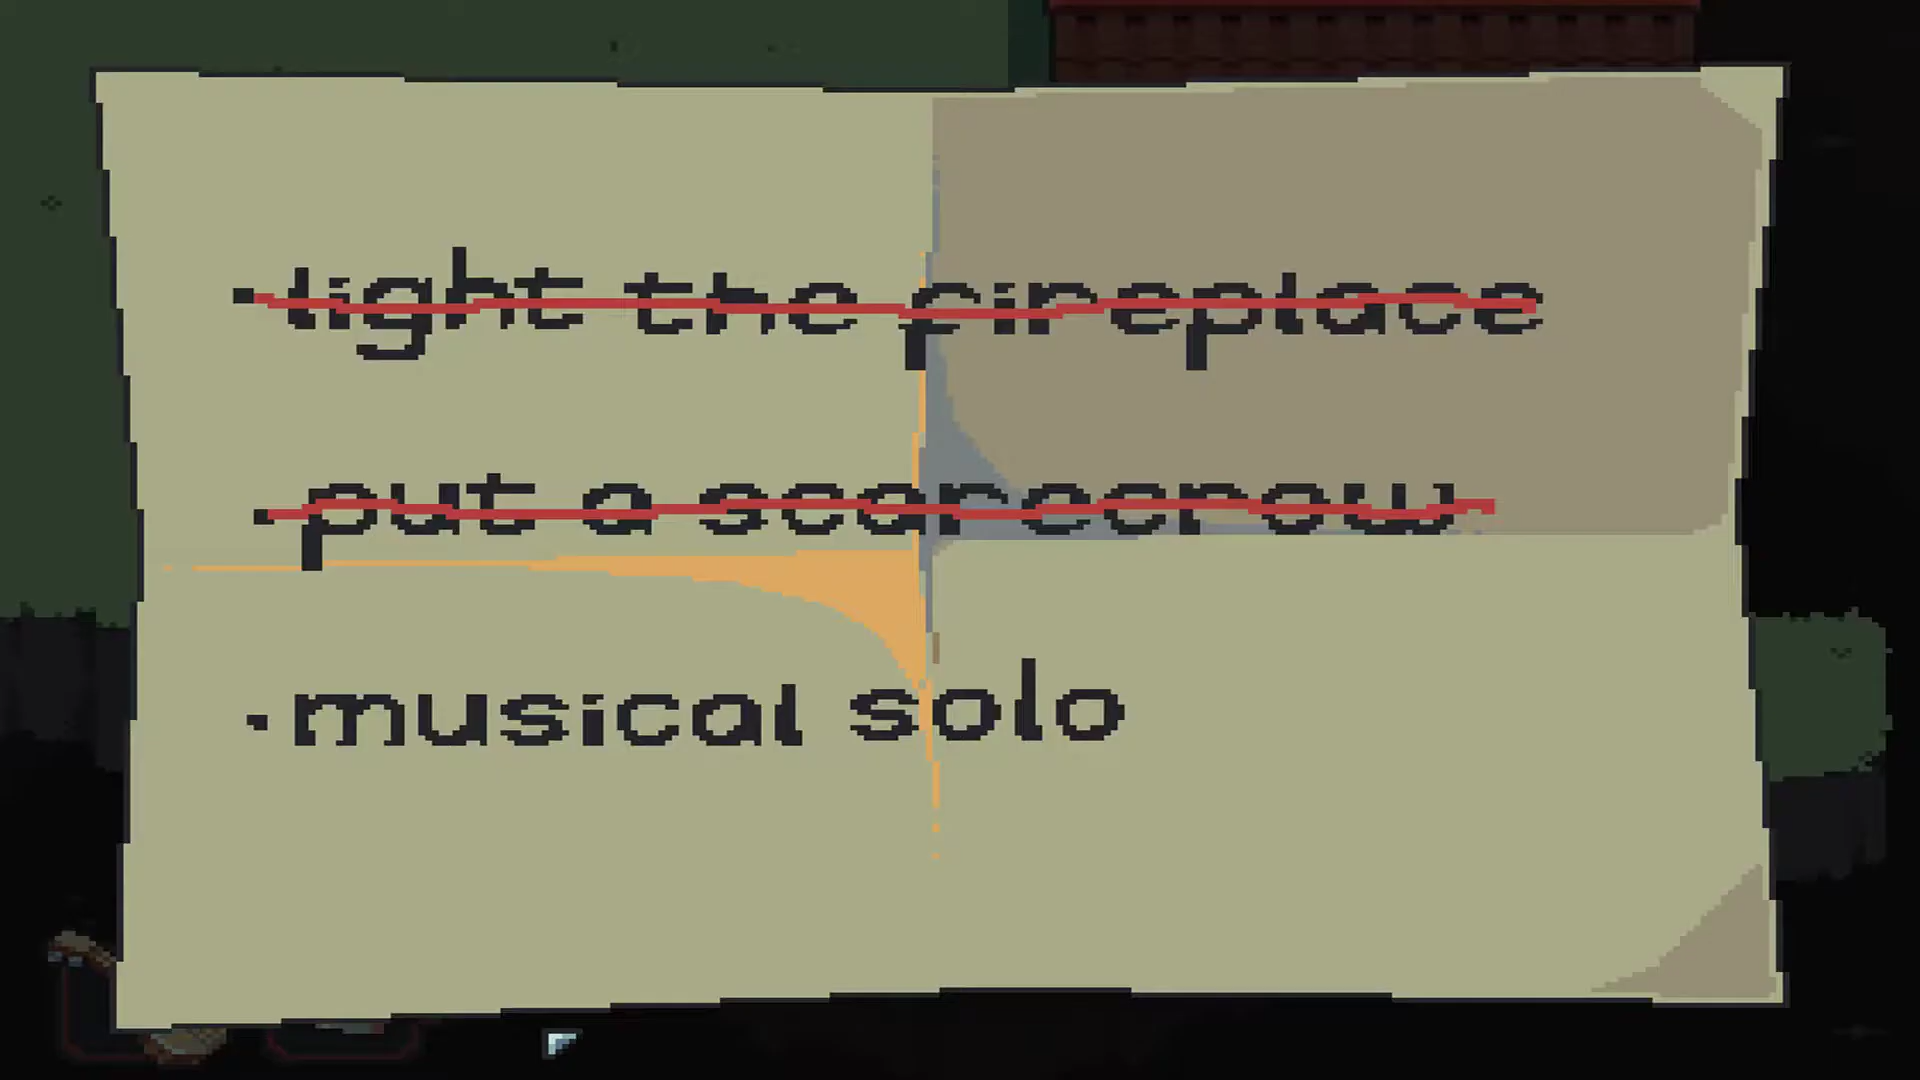 · light the fireplace
· put a scarecrow
· musical solo